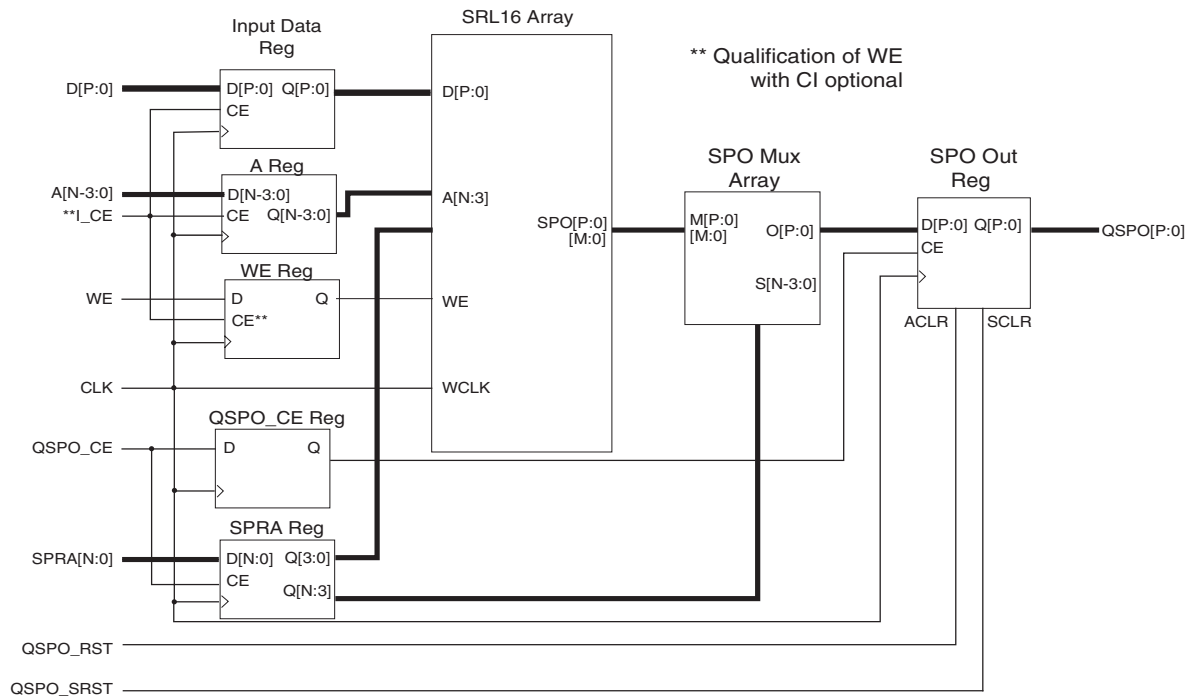 SRL16 Array
Input Data
Reg
** Qualification of WE
with CI optional
D[P:0]
D[P:0] Q[P:0]
CE
D[P:0]
A Reg
A[N-3:0]
**I_CE
D[N-3:0]
CE Q[N-3:0]
A[N:3]
SPO Mux
Array
SPO Out
Reg
SPO[P:0]
[M:0]
M[P:0]
[M:0]
O[P:0]
S[N-3:0]
D[P:0] Q[P:0]
CE
QSPO[P:0]
ACLR
SCLR
WE Reg
WE
D Q
CE**
WE
CLK
WCLK
QSPO_CE Reg
QSPO_CE
D Q
SPRA Reg
SPRA[N:0]
D[N:0] Q[3:0]
CE
Q[N:3]
QSPO_RST
QSPO_SRST